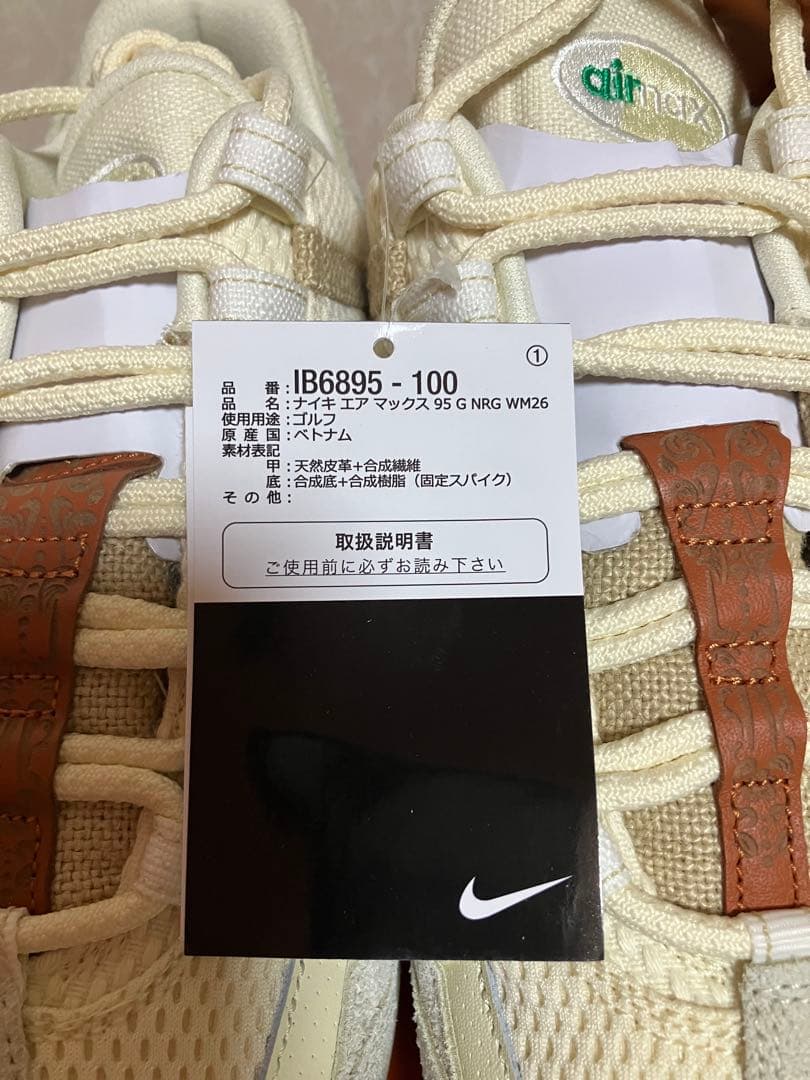 airmax
①
品 番：IB6895 - 100
品 名：ナイキ エア マックス 95 G NRG WM26
使用用途：ゴルフ
原 産 国：ベトナム
素材表記
甲：天然皮革+合成繊維
底：合成底+合成樹脂（固定スパイク）
そ の 他：
取扱説明書
ご使用前に必ずお読み下さい